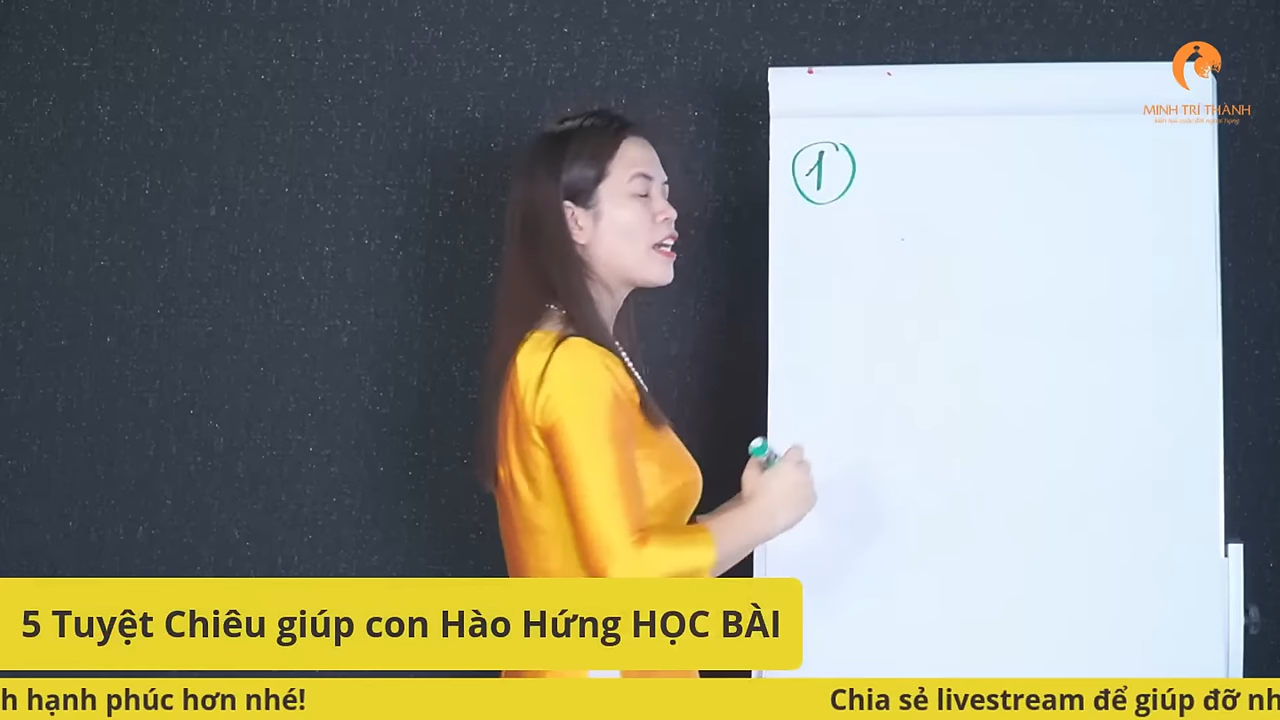 MINH TRÍ THÀNH
1
5 Tuyệt Chiêu giúp con Hào Hứng HỌC BÀI
h hạnh phúc hơn nhé!
Chia sẻ livestream để giúp đỡ nh